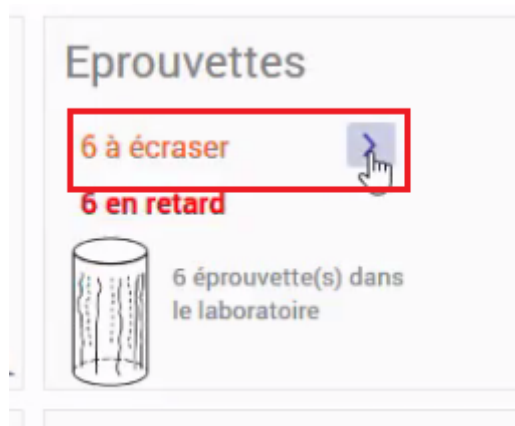 Eprouvettes
6 à écraser
6 en retard
6 éprouvette(s) dans
le laboratoire